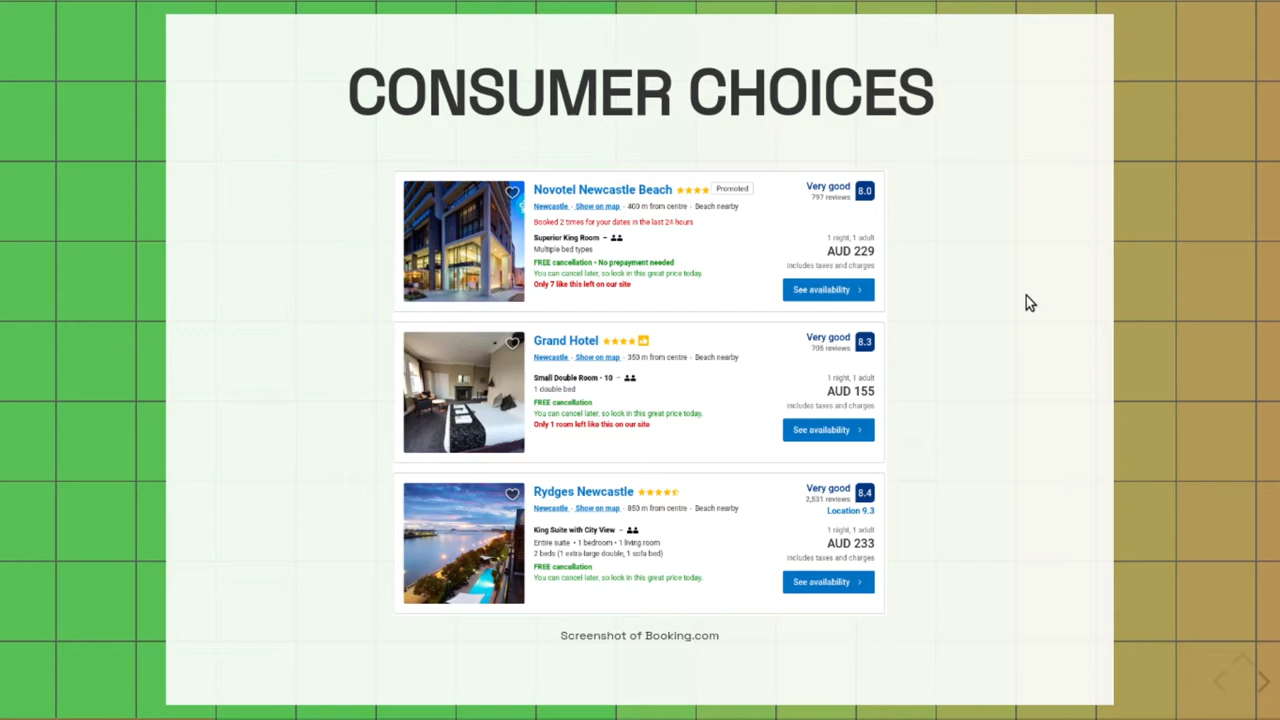 CONSUMER CHOICES
Novotel Newcastle Beach Promoted
Newcastle · Show on map · 400 m from centre · Beach nearby
Booked 2 times for your dates in the last 24 hours
Superior King Room –
Multiple bed types
FREE cancellation • No prepayment needed
You can cancel later, so lock in this great price today.
Only 7 like this left on our site
Very good 8.0
797 reviews
1 night, 1 adult
AUD 229
includes taxes and charges
See availability
Grand Hotel
Newcastle · Show on map · 350 m from centre · Beach nearby
Small Double Room - 10 –
1 double bed
FREE cancellation
You can cancel later, so lock in this great price today.
Only 1 room left like this on our site
Very good 8.3
705 reviews
1 night, 1 adult
AUD 155
includes taxes and charges
See availability
Rydges Newcastle
Newcastle · Show on map · 850 m from centre · Beach nearby
King Suite with City View –
Entire suite • 1 bedroom • 1 living room
2 beds (1 extra-large double, 1 sofa bed)
FREE cancellation
You can cancel later, so lock in this great price today.
Very good 8.4
2,531 reviews
Location 9.3
1 night, 1 adult
AUD 233
includes taxes and charges
See availability
Screenshot of Booking.com